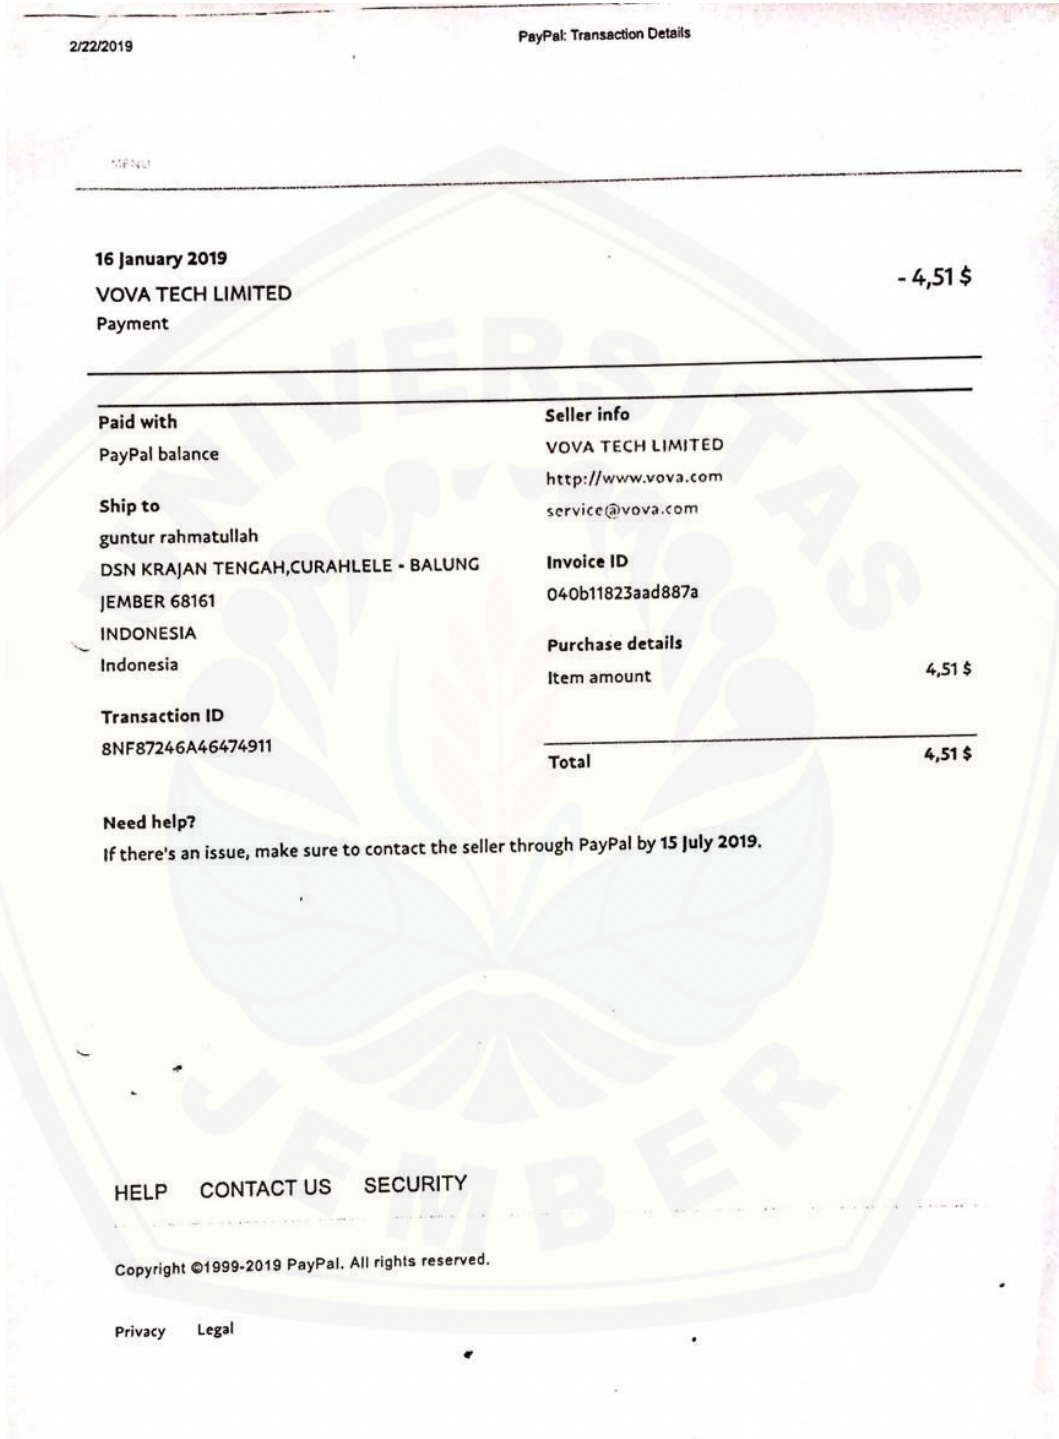 2/22/2019
PayPal: Transaction Details
MENU
16 January 2019
VOVA TECH LIMITED
Payment
- 4,51 $
Paid with
PayPal balance
Ship to
guntur rahmatullah
DSN KRAJAN TENGAH,CURAHLELE - BALUNG
JEMBER 68161
INDONESIA
Indonesia
Transaction ID
8NF87246A46474911
Seller info
VOVA TECH LIMITED
http://www.vova.com
service@vova.com
Invoice ID
040b11823aad887a
Purchase details
Item amount 4,51 $
Total 4,51 $
Need help?
If there's an issue, make sure to contact the seller through PayPal by 15 July 2019.
HELP CONTACT US SECURITY
Copyright ©1999-2019 PayPal. All rights reserved.
Privacy Legal
UNIVERSITAS
JEMBER